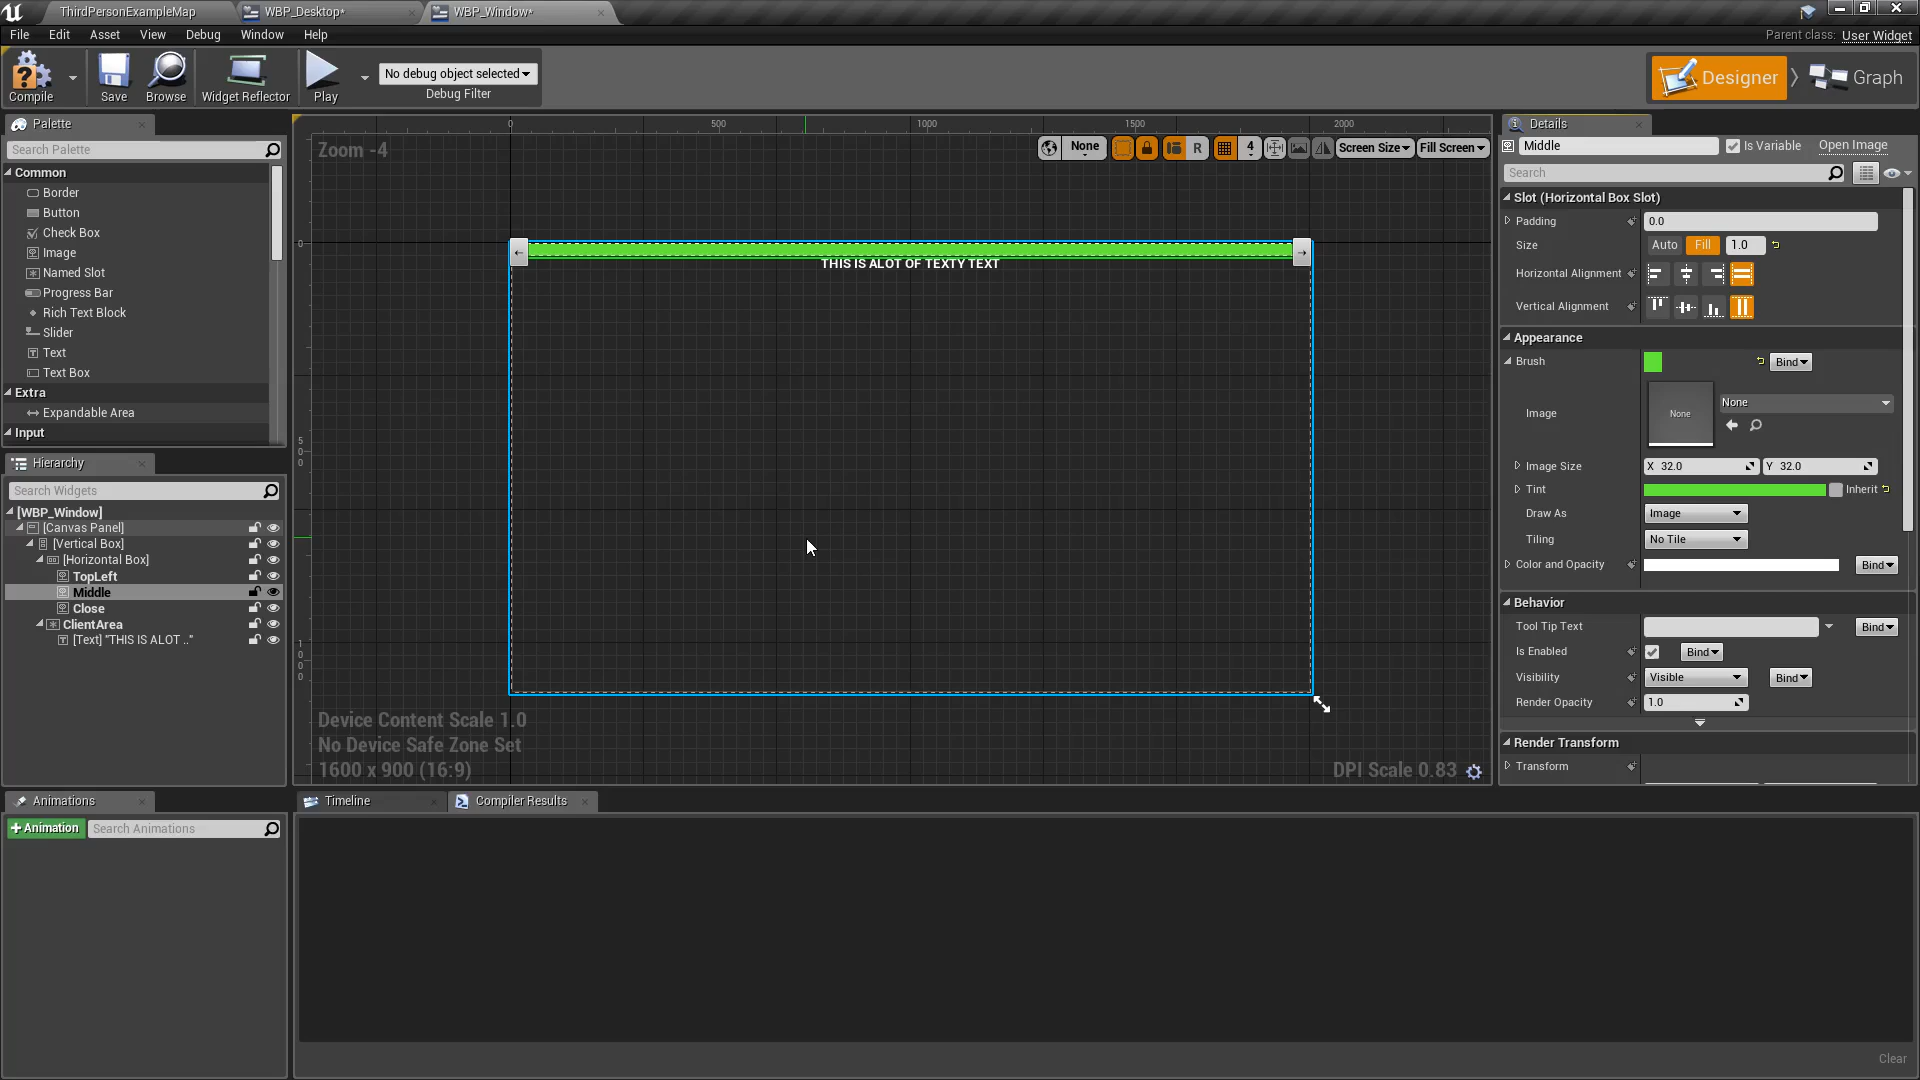 ThirdPersonExampleMap
WBP_Desktop*
WBP_Window*
File Edit Asset View Debug Window Help
Parent class: User Widget
Compile
Save
Browse
Widget Reflector
Play
No debug object selected
Debug Filter
Designer
Graph
Palette
Search Palette
Common
Border
Button
Check Box
Image
Named Slot
Progress Bar
Rich Text Block
Slider
Text
Text Box
Extra
Expandable Area
Input
Hierarchy
Search Widgets
[WBP_Window]
[Canvas Panel]
[Vertical Box]
[Horizontal Box]
TopLeft
Middle
Close
ClientArea
[Text] "THIS IS ALOT .."
Animations
+ Animation
Search Animations
0 500 1000 1500 2000
Zoom -4
None
R
4
Screen Size
Fill Screen
0
500
1000
THIS IS ALOT OF TEXTY TEXT
Device Content Scale 1.0
No Device Safe Zone Set
1600 x 900 (16:9)
DPI Scale 0.83
Timeline
Compiler Results
Clear
Details
Middle
Is Variable
Open Image
Search
Slot (Horizontal Box Slot)
Padding 0.0
Size Auto Fill 1.0
Horizontal Alignment
Vertical Alignment
Appearance
Brush Bind
Image None None
Image Size X 32.0 Y 32.0
Tint Inherit
Draw As Image
Tiling No Tile
Color and Opacity Bind
Behavior
Tool Tip Text Bind
Is Enabled Bind
Visibility Visible Bind
Render Opacity 1.0
Render Transform
Transform